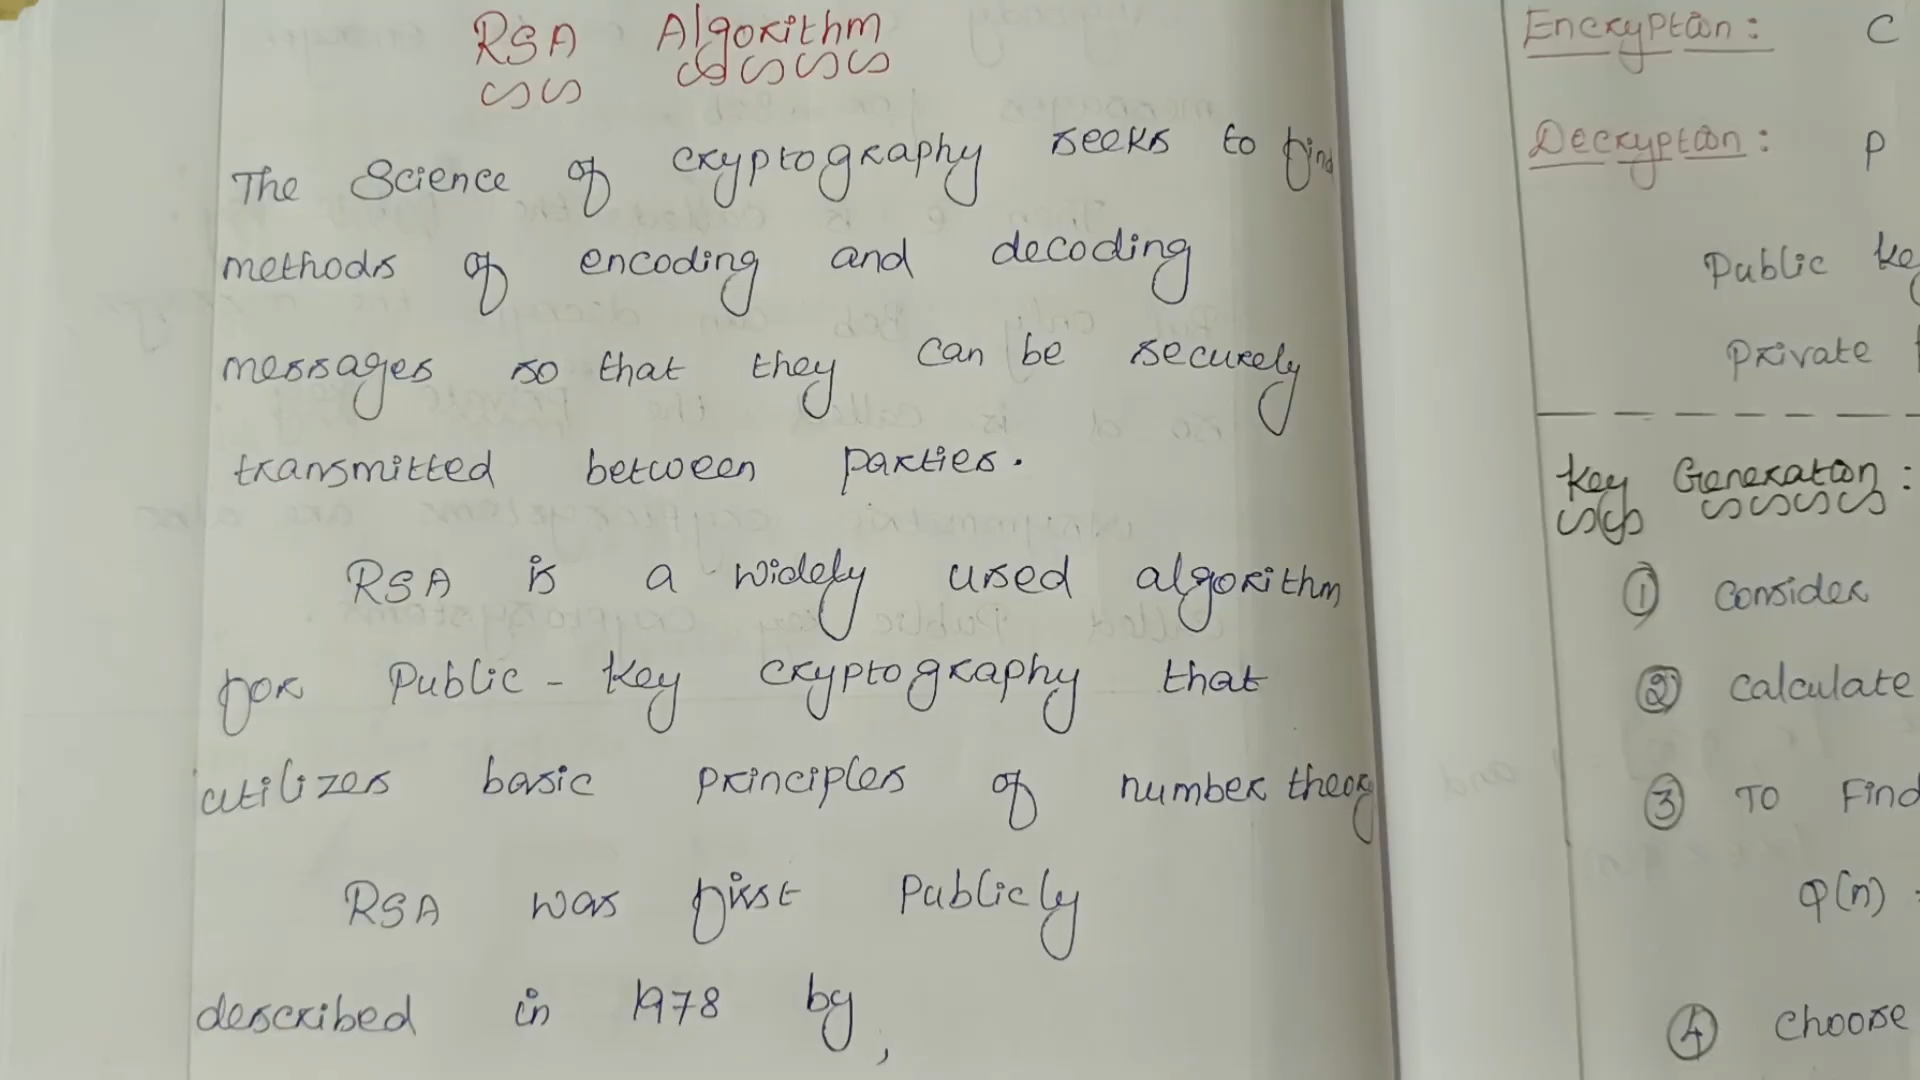 RSA Algorithm
The Science of cryptography seeks to find
methods of encoding and decoding
messages so that they can be securely
transmitted between parties.
RSA is a widely used algorithm
for Public - Key cryptography that
utilizes basic principles of number theory
RSA was first Publicly
described in 1978 by,
Encryption : C
Decryption : P
Public key
Private
Key Generation :
① Consider
② Calculate
③ TO Find
φ(n) =
④ Choose